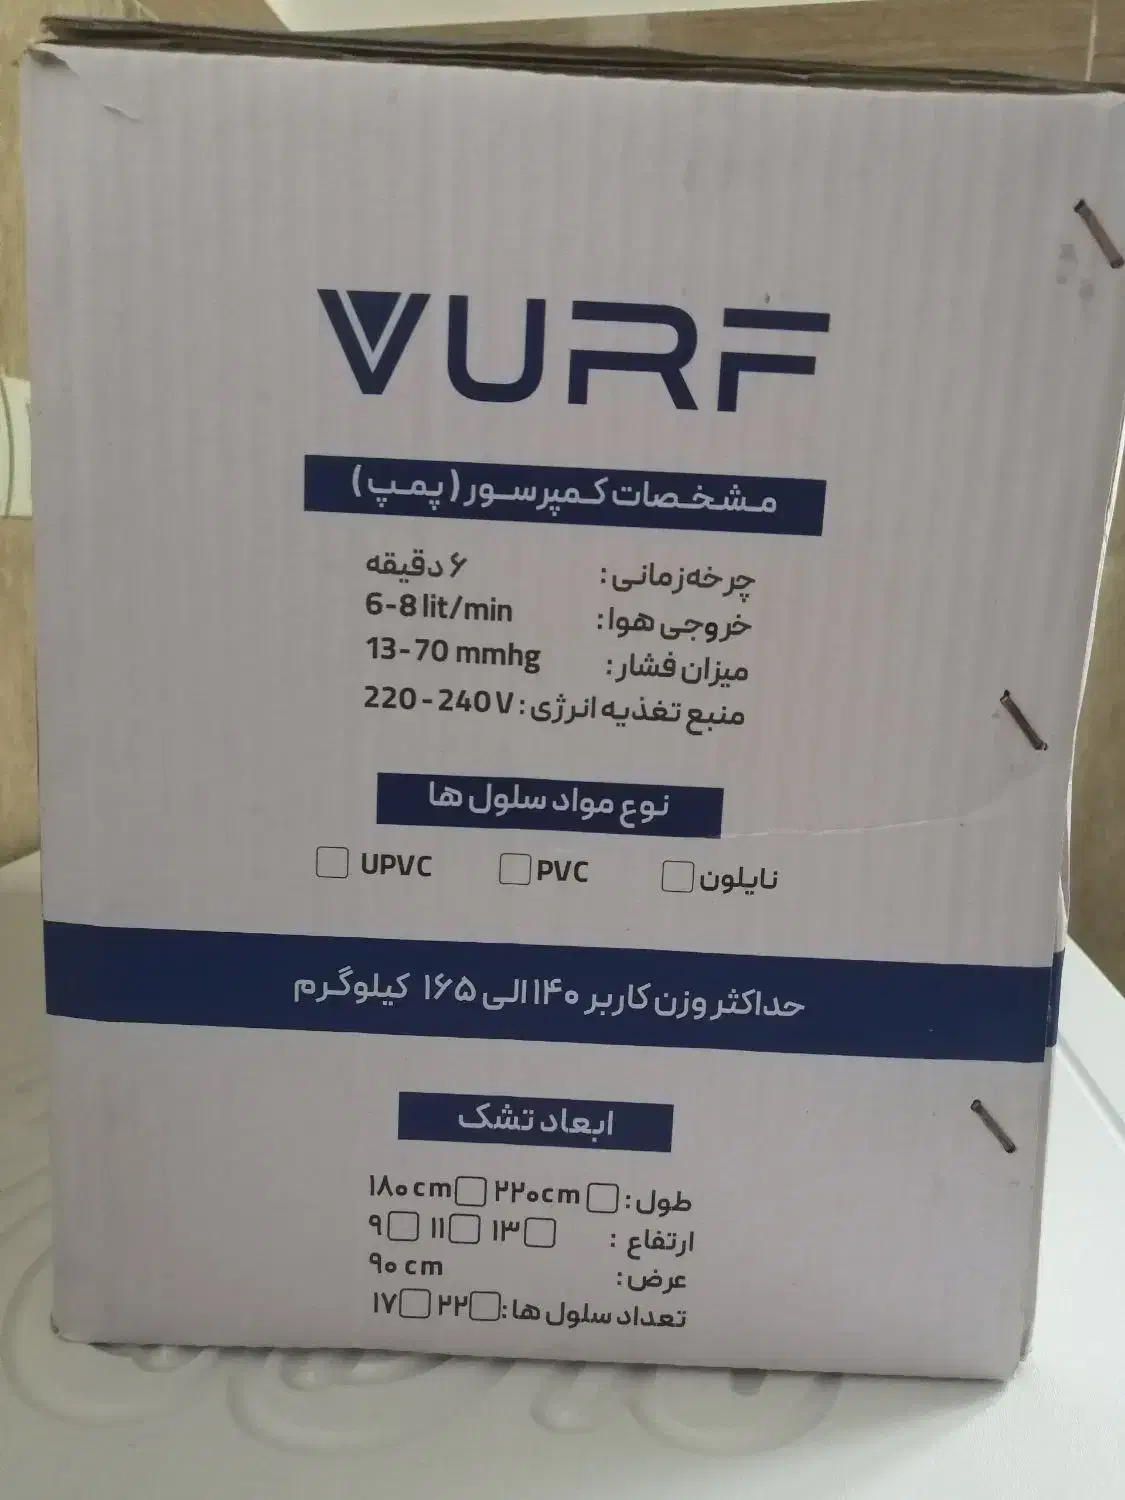 VURF
مشخصات کمپرسور (پمپ)
چرخه زمانی: ۶ دقیقه
خروجی هوا: 6-8 lit/min
میزان فشار: 13-70 mmhg
منبع تغذیه انرژی: 220-240V
نوع مواد سلول ها
نایلون PVC UPVC
حداکثر وزن کاربر ۱۴۰ الی ۱۶۵ کیلوگرم
ابعاد تشک
طول: ۲۲۰cm ۱۸۰cm
ارتفاع : ۱۳ ۱۱ ۹
عرض: ۹۰ cm
تعداد سلول ها: ۲۲ ۱۷